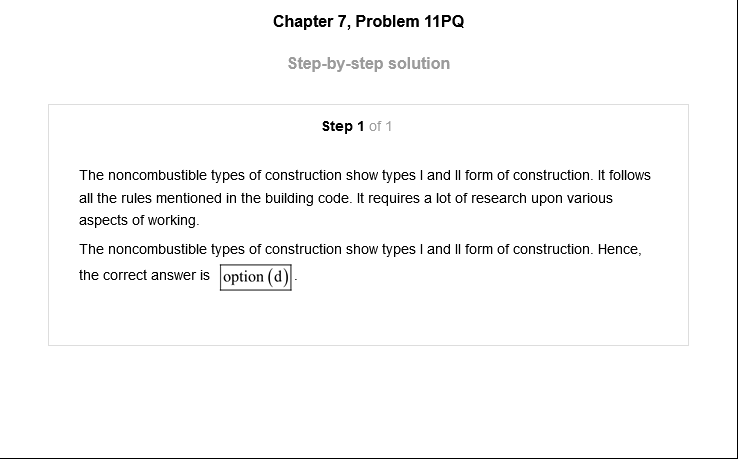 Chapter 7, Problem 11PQ
Step-by-step solution
Step 1 of 1
The noncombustible types of construction show types I and II form of construction. It follows
all the rules mentioned in the building code. It requires a lot of research upon various
aspects of working.
The noncombustible types of construction show types I and II form of construction. Hence,
the correct answer is option (d).